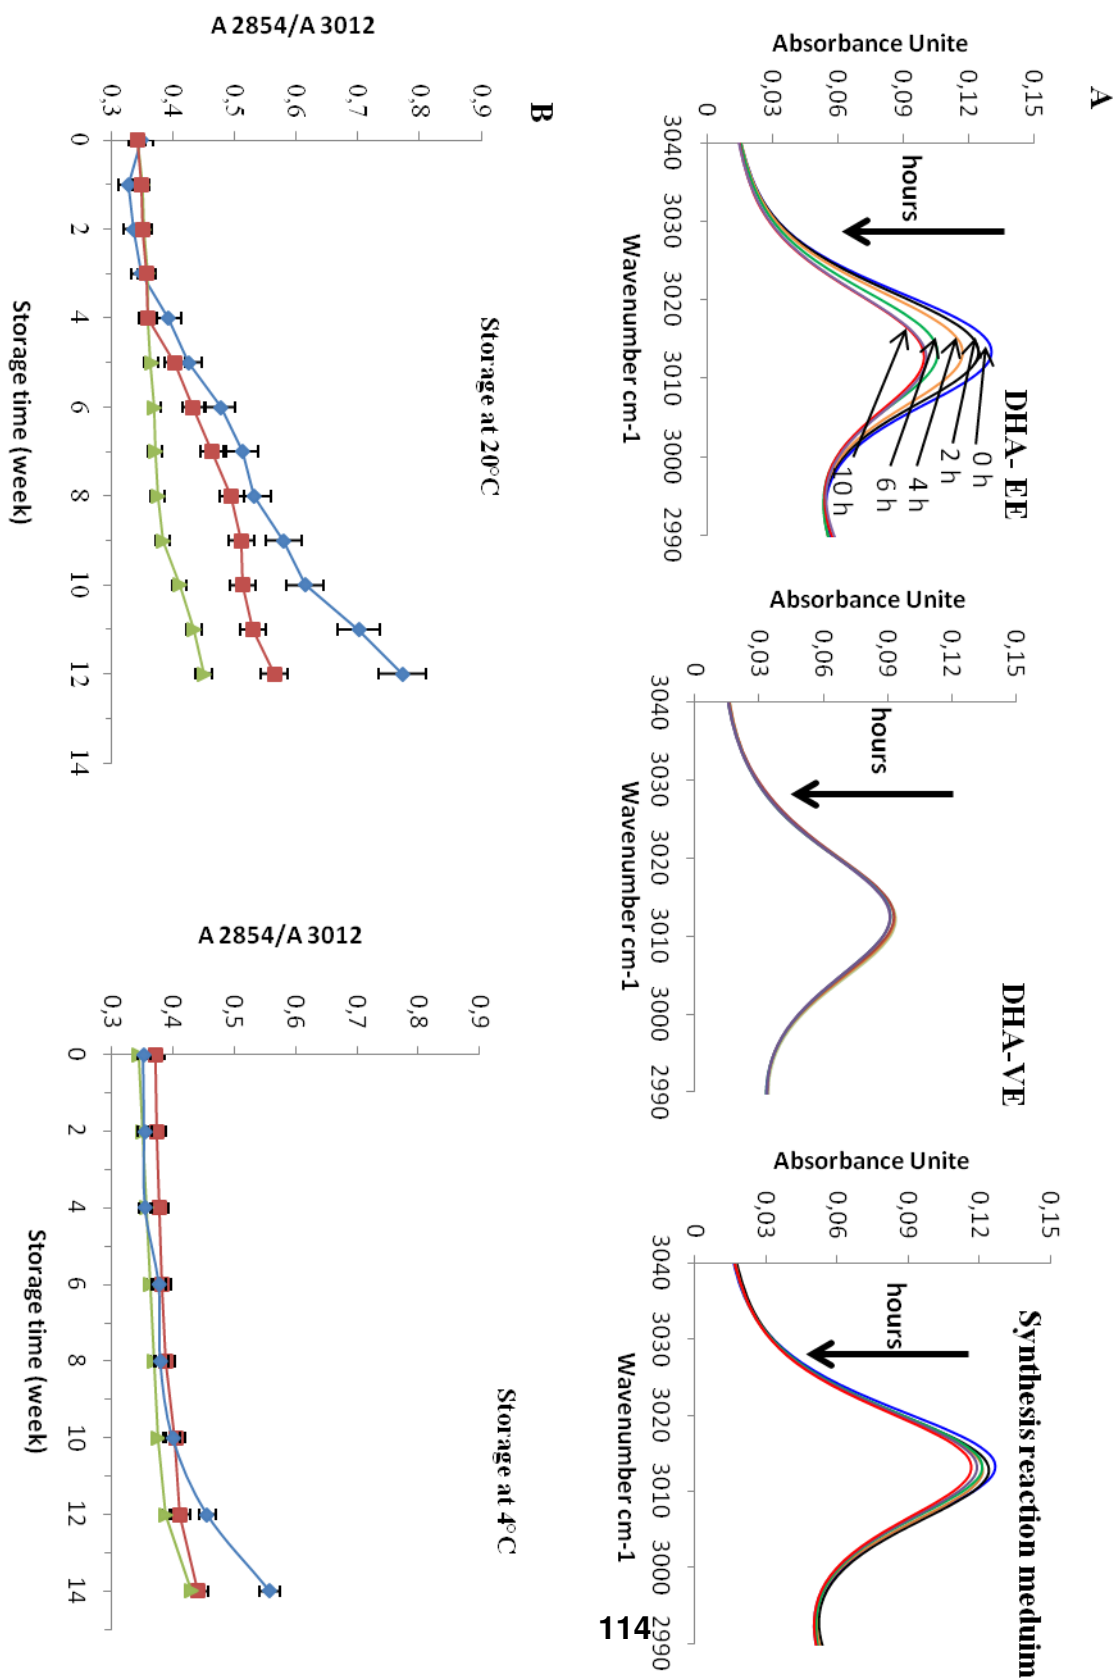 A
DHA- EE
Absorbance Unite
0,15
0,12
0,09
0,06
0,03
0
hours
0 h
2 h
4 h
6 h
10 h
3040 3030 3020 3010 3000 2990
Wavenumber cm-1
DHA-VE
Absorbance Unite
0,15
0,12
0,09
0,06
0,03
0
hours
3040 3030 3020 3010 3000 2990
Wavenumber cm-1
Synthesis reaction meduim
Absorbance Unite
0,15
0,12
0,09
0,06
0,03
0
hours
3040 3030 3020 3010 3000 2990
Wavenumber cm-1
B
Storage at 20°C
A 2854/A 3012
0,9
0,8
0,7
0,6
0,5
0,4
0,3
0 2 4 6 8 10 12 14
Storage time (week)
Storage at 4°C
A 2854/A 3012
0,9
0,8
0,7
0,6
0,5
0,4
0,3
0 2 4 6 8 10 12 14
Storage time (week)
114